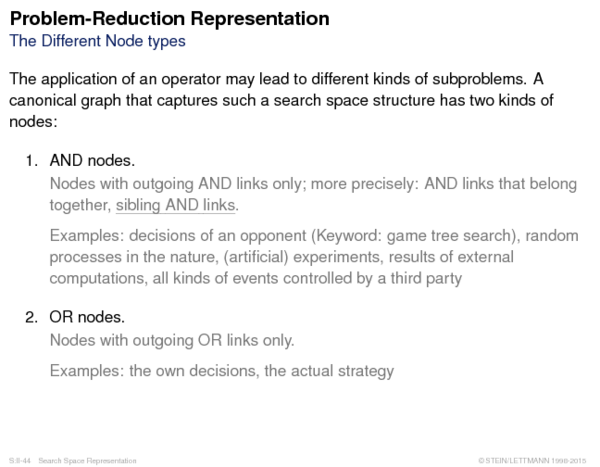 Problem-Reduction Representation
The Different Node types
The application of an operator may lead to different kinds of subproblems. A
canonical graph that captures such a search space structure has two kinds of
nodes:
1. AND nodes.
Nodes with outgoing AND links only; more precisely: AND links that belong
together, sibling AND links.
Examples: decisions of an opponent (Keyword: game tree search), random
processes in the nature, (artificial) experiments, results of external
computations, all kinds of events controlled by a third party
2. OR nodes.
Nodes with outgoing OR links only.
Examples: the own decisions, the actual strategy
S:II-44 Search Space Representation
© STEIN/LETTMANN 1998-2015